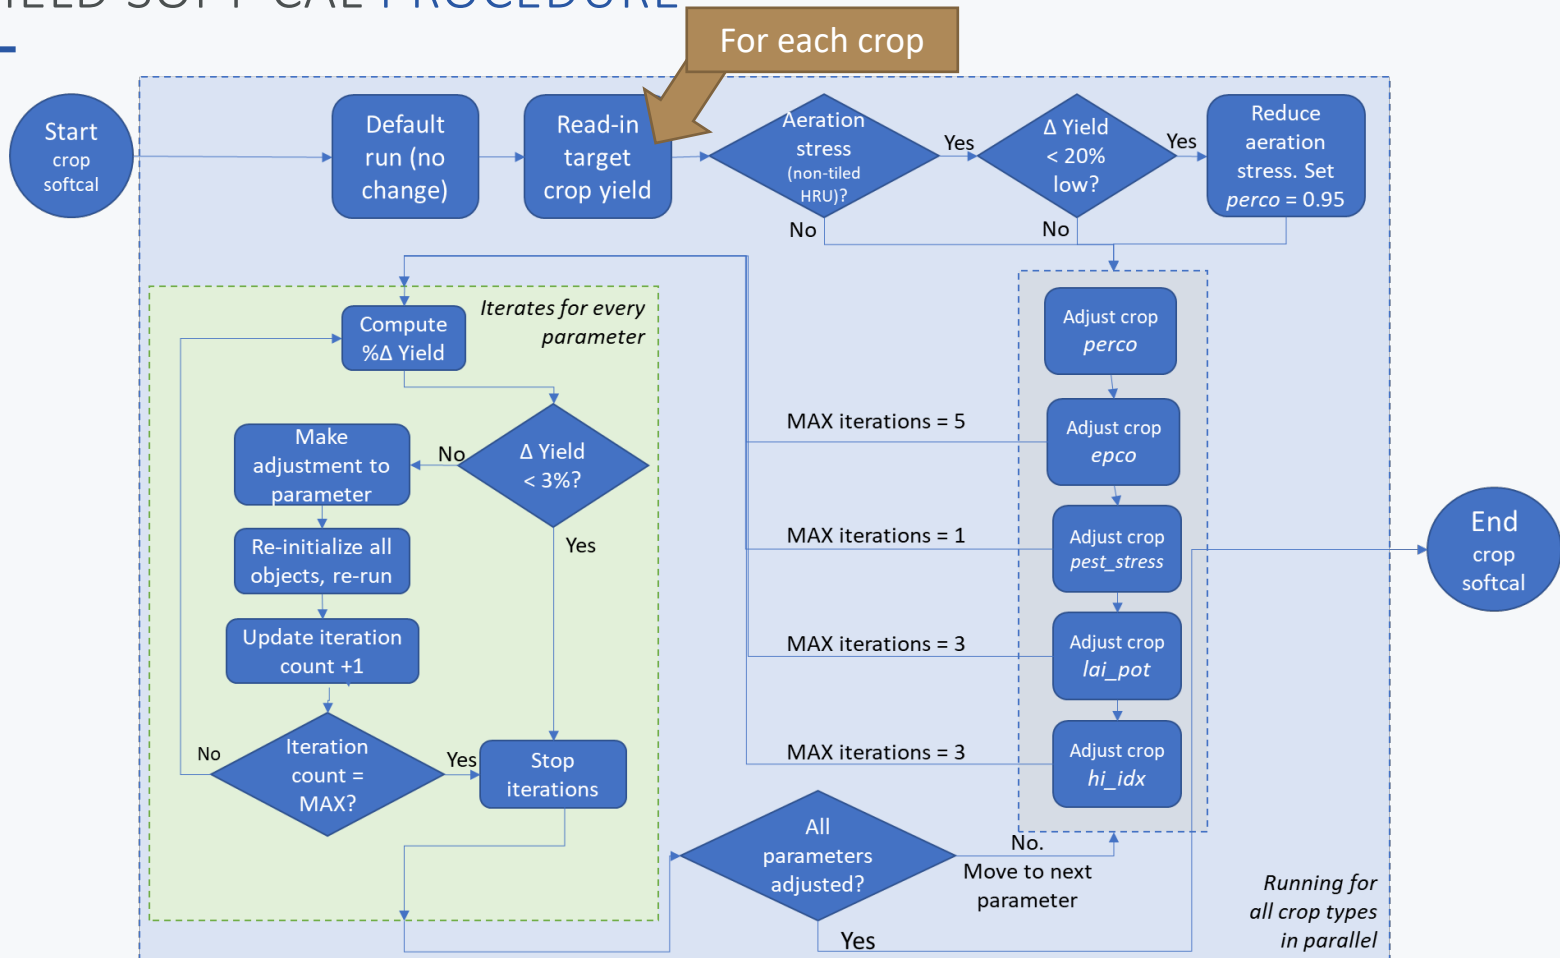 SOFT CAL PROCEDURE
For each crop
Start
crop
softcal
Default
run (no
change)
Read-in
target
crop yield
Aeration
stress
(non-tiled
HRU)?
Yes
No
Δ Yield
< 20%
low?
Yes
No
Reduce
aeration
stress. Set
perco = 0.95
Iterates for every
parameter
Compute
%Δ Yield
Δ Yield
< 3%?
No
Yes
Make
adjustment to
parameter
Re-initialize all
objects, re-run
Update iteration
count +1
Iteration
count =
MAX?
No
Yes
Stop
iterations
Adjust crop
perco
Adjust crop
epco
MAX iterations = 5
Adjust crop
pest_stress
MAX iterations = 1
Adjust crop
lai_pot
MAX iterations = 3
Adjust crop
hi_idx
MAX iterations = 3
All
parameters
adjusted?
No.
Move to next
parameter
Yes
Running for
all crop types
in parallel
End
crop
softcal